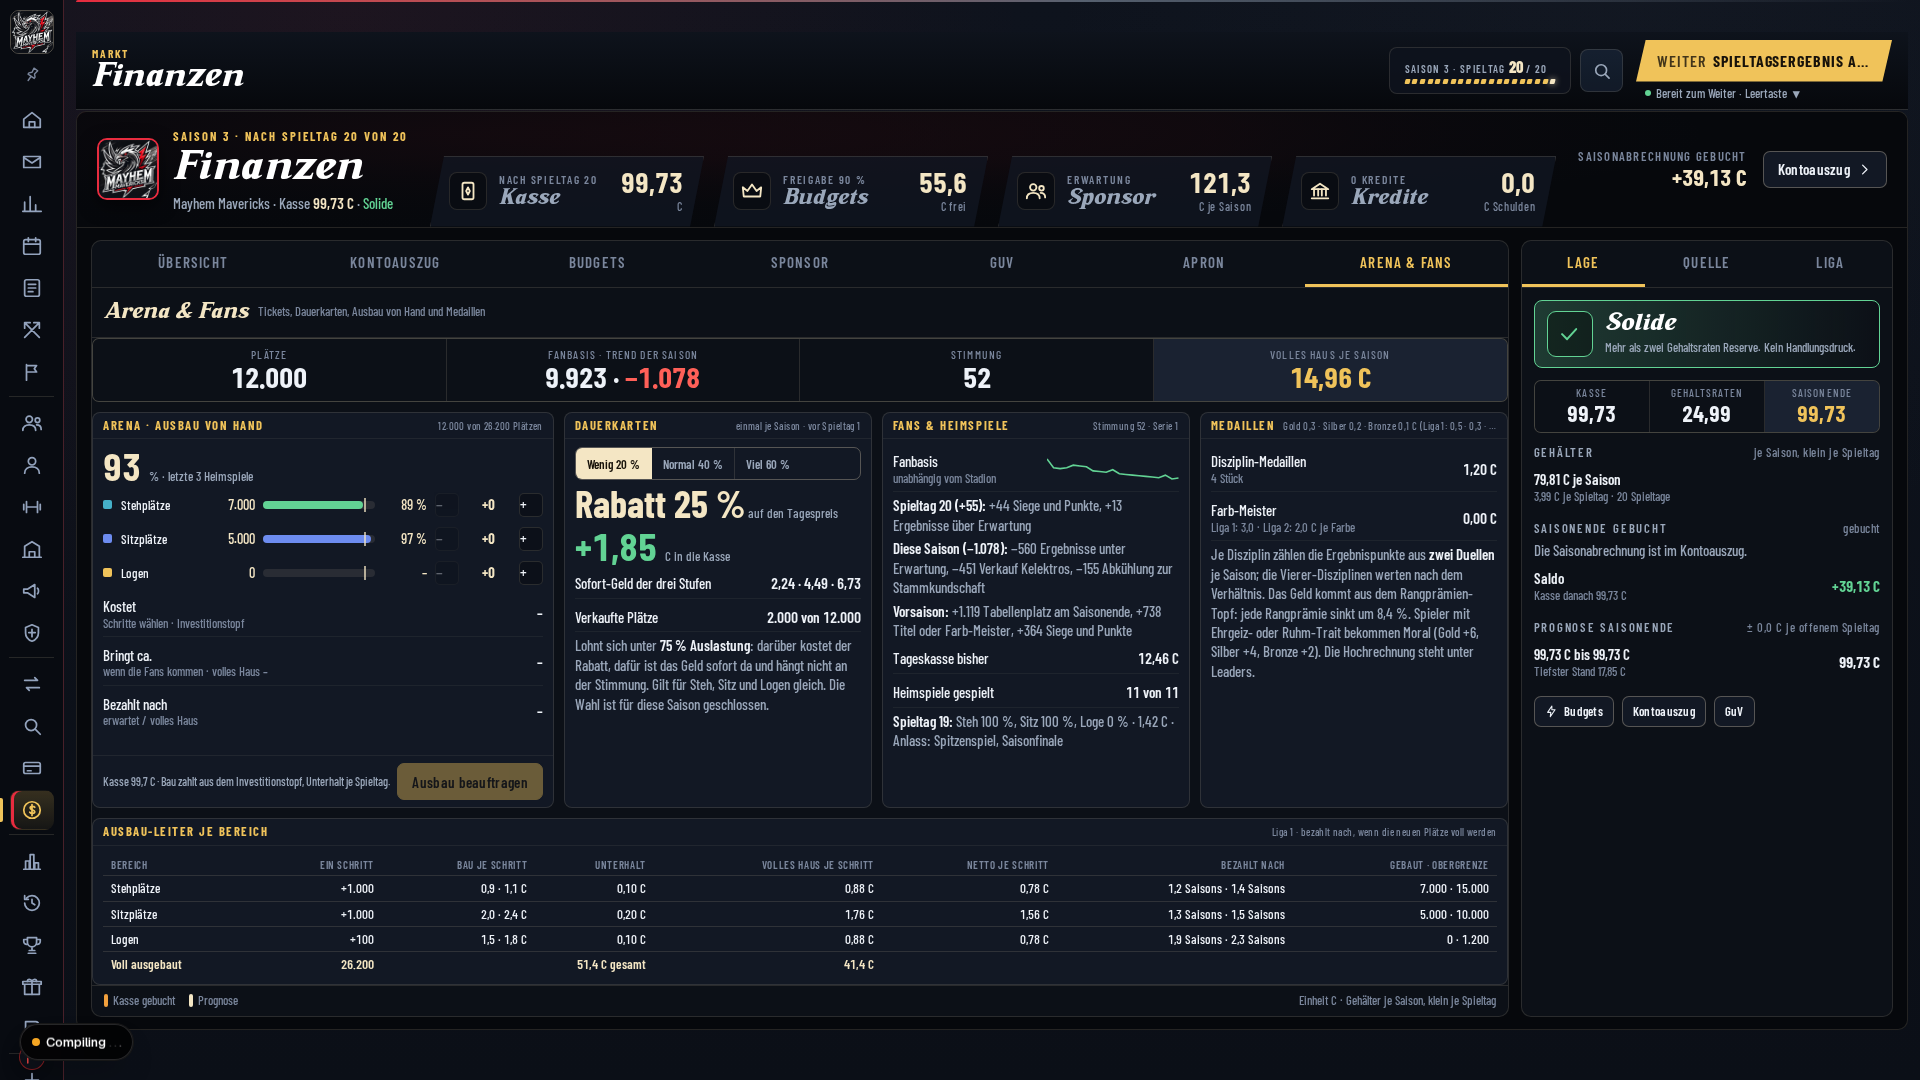 MARKT
Finanzen
SAISON 3 · SPIELTAG 20 / 20
WEITER SPIELTAGSERGEBNIS A...
Bereit zum Weiter · Leertaste ▼
MAYHEM
SAISON 3 · NACH SPIELTAG 20 VON 20
Finanzen
Mayhem Mavericks · Kasse 99,73 C · Solide
NACH SPIELTAG 20
Kasse
99,73
C
FREIGABE 90 %
Budgets
55,6
C frei
ERWARTUNG
Sponsor
121,3
C je Saison
0 KREDITE
Kredite
0,0
C Schulden
SAISONABRECHNUNG GEBUCHT
+39,13 C
Kontoauszug
ÜBERSICHT
KONTOAUSZUG
BUDGETS
SPONSOR
GUV
APRON
ARENA & FANS
Arena & Fans
Tickets, Dauerkarten, Ausbau von Hand und Medaillen
PLÄTZE
12.000
FANBASIS · TREND DER SAISON
9.923 · −1.078
STIMMUNG
52
VOLLES HAUS JE SAISON
14,96 C
ARENA · AUSBAU VON HAND
12.000 von 26.200 Plätzen
93 % · letzte 3 Heimspiele
Stehplätze 7.000 89 % − +0 +
Sitzplätze 5.000 97 % − +0 +
Logen 0 – − +0 +
Kostet –
Schritte wählen · Investitionstopf
Bringt ca. –
wenn die Fans kommen · volles Haus –
Bezahlt nach –
erwartet / volles Haus
Kasse 99,7 C · Bau zahlt aus dem Investitionstopf, Unterhalt je Spieltag.
Ausbau beauftragen
DAUERKARTEN
einmal je Saison · vor Spieltag 1
Wenig 20 %
Normal 40 %
Viel 60 %
Rabatt 25 % auf den Tagespreis
+1,85 C in die Kasse
Sofort-Geld der drei Stufen 2,24 · 4,49 · 6,73
Verkaufte Plätze 2.000 von 12.000
Lohnt sich unter 75 % Auslastung: darüber kostet der
Rabatt, dafür ist das Geld sofort da und hängt nicht an
der Stimmung. Gilt für Steh, Sitz und Logen gleich. Die
Wahl ist für diese Saison geschlossen.
FANS & HEIMSPIELE
Stimmung 52 · Serie 1
Fanbasis
unabhängig vom Stadion
Spieltag 20 (+55): +44 Siege und Punkte, +13
Ergebnisse über Erwartung
Diese Saison (−1.078): −560 Ergebnisse unter
Erwartung, −451 Verkauf Kelektros, −155 Abkühlung zur
Stammkundschaft
Vorsaison: +1.119 Tabellenplatz am Saisonende, +738
Titel oder Farb-Meister, +364 Siege und Punkte
Tageskasse bisher 12,46 C
Heimspiele gespielt 11 von 11
Spieltag 19: Steh 100 %, Sitz 100 %, Loge 0 % · 1,42 C ·
Anlass: Spitzenspiel, Saisonfinale
MEDAILLEN
Gold 0,3 · Silber 0,2 · Bronze 0,1 C (Liga 1: 0,5 · 0,3 · ...
Disziplin-Medaillen 1,20 C
4 Stück
Farb-Meister 0,00 C
Liga 1: 3,0 · Liga 2: 2,0 C je Farbe
Je Disziplin zählen die Ergebnispunkte aus zwei Duellen
je Saison; die Vierer-Disziplinen werten nach dem
Verhältnis. Das Geld kommt aus dem Rangprämien-
Topf: jede Rangprämie sinkt um 8,4 %. Spieler mit
Ehrgeiz- oder Ruhm-Trait bekommen Moral (Gold +6,
Silber +4, Bronze +2). Die Hochrechnung steht unter
Leaders.
AUSBAU-LEITER JE BEREICH
Liga 1 · bezahlt nach, wenn die neuen Plätze voll werden
BEREICH EIN SCHRITT BAU JE SCHRITT UNTERHALT VOLLES HAUS JE SCHRITT NETTO JE SCHRITT BEZAHLT NACH GEBAUT · OBERGRENZE
Stehplätze +1.000 0,9 · 1,1 C 0,10 C 0,88 C 0,78 C 1,2 Saisons · 1,4 Saisons 7.000 · 15.000
Sitzplätze +1.000 2,0 · 2,4 C 0,20 C 1,76 C 1,56 C 1,3 Saisons · 1,5 Saisons 5.000 · 10.000
Logen +100 1,5 · 1,8 C 0,10 C 0,88 C 0,78 C 1,9 Saisons · 2,3 Saisons 0 · 1.200
Voll ausgebaut 26.200 51,4 C gesamt 41,4 C
Kasse gebucht
Prognose
Einheit C · Gehälter je Saison, klein je Spieltag
LAGE
QUELLE
LIGA
Solide
Mehr als zwei Gehaltsraten Reserve. Kein Handlungsdruck.
KASSE
99,73
GEHALTSRATEN
24,99
SAISONENDE
99,73
GEHÄLTER je Saison, klein je Spieltag
79,81 C je Saison
3,99 C je Spieltag · 20 Spieltage
SAISONENDE GEBUCHT gebucht
Die Saisonabrechnung ist im Kontoauszug.
Saldo +39,13 C
Kasse danach 99,73 C
PROGNOSE SAISONENDE ± 0,0 C je offenem Spieltag
99,73 C bis 99,73 C 99,73 C
Tiefster Stand 17,85 C
Budgets
Kontoauszug
GuV
Compiling ...